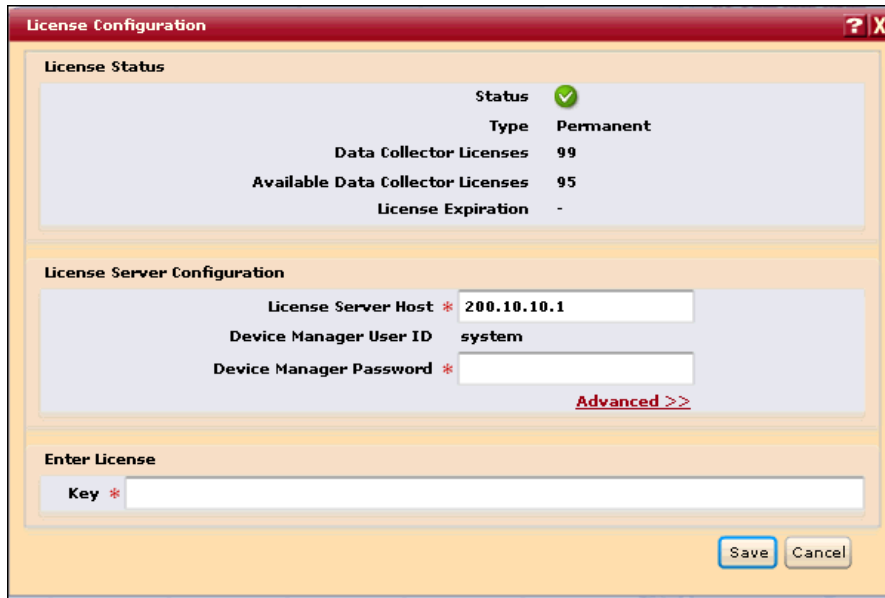 License Configuration ? X
License Status
Status
Type Permanent
Data Collector Licenses 99
Available Data Collector Licenses 95
License Expiration -
License Server Configuration
License Server Host * 200.10.10.1
Device Manager User ID system
Device Manager Password *
Advanced >>
Enter License
Key *
Save Cancel